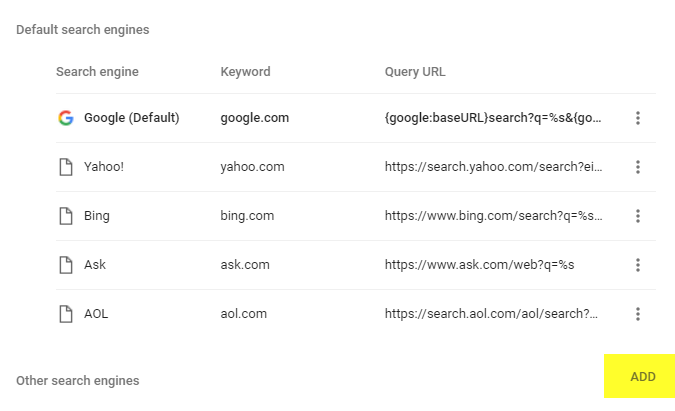 Default search engines
Search engine Keyword Query URL
Google (Default) google.com {google:baseURL}search?q=%s&{go...
Yahoo! yahoo.com https://search.yahoo.com/search?ei...
Bing bing.com https://www.bing.com/search?q=%s...
Ask ask.com https://www.ask.com/web?q=%s
AOL aol.com https://search.aol.com/aol/search?...
Other search engines ADD